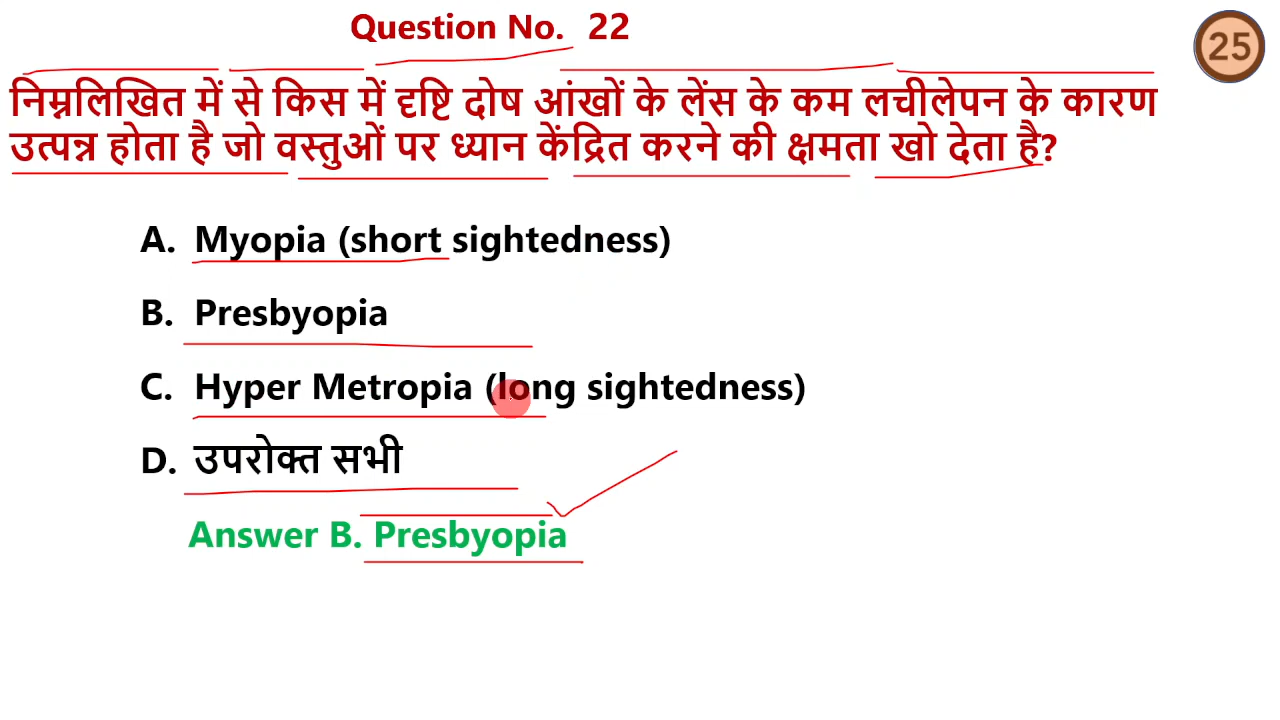 Question No. 22
25
निम्नलिखित में से किस में दृष्टि दोष आंखों के लेंस के कम लचीलेपन के कारण
उत्पन्न होता है जो वस्तुओं पर ध्यान केंद्रित करने की क्षमता खो देता है?
A. Myopia (short sightedness)
B. Presbyopia
C. Hyper Metropia (long sightedness)
D. उपरोक्त सभी
Answer B. Presbyopia